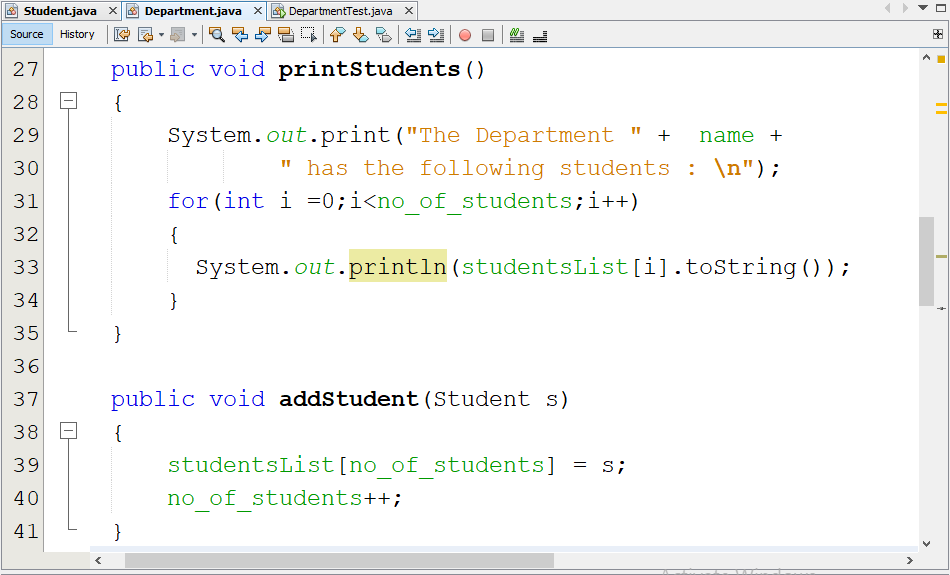 Student.java Department.java DepartmentTest.java
Source History
27 public void printStudents()
28 {
29 System.out.print("The Department " + name +
30 " has the following students : \n");
31 for(int i =0;i<no_of_students;i++)
32 {
33 System.out.println(studentsList[i].toString());
34 }
35 }
36
37 public void addStudent(Student s)
38 {
39 studentsList[no_of_students] = s;
40 no_of_students++;
41 }
Activate Windows